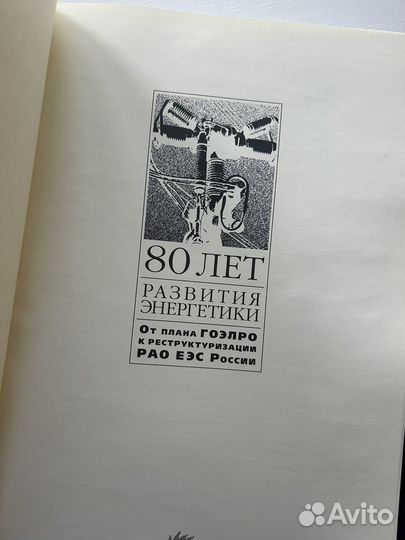 80 ЛЕТ
РАЗВИТИЯ
ЭНЕРГЕТИКИ
От плана ГОЭЛРО
к реструктуризации
РАО ЕЭС России
Avito